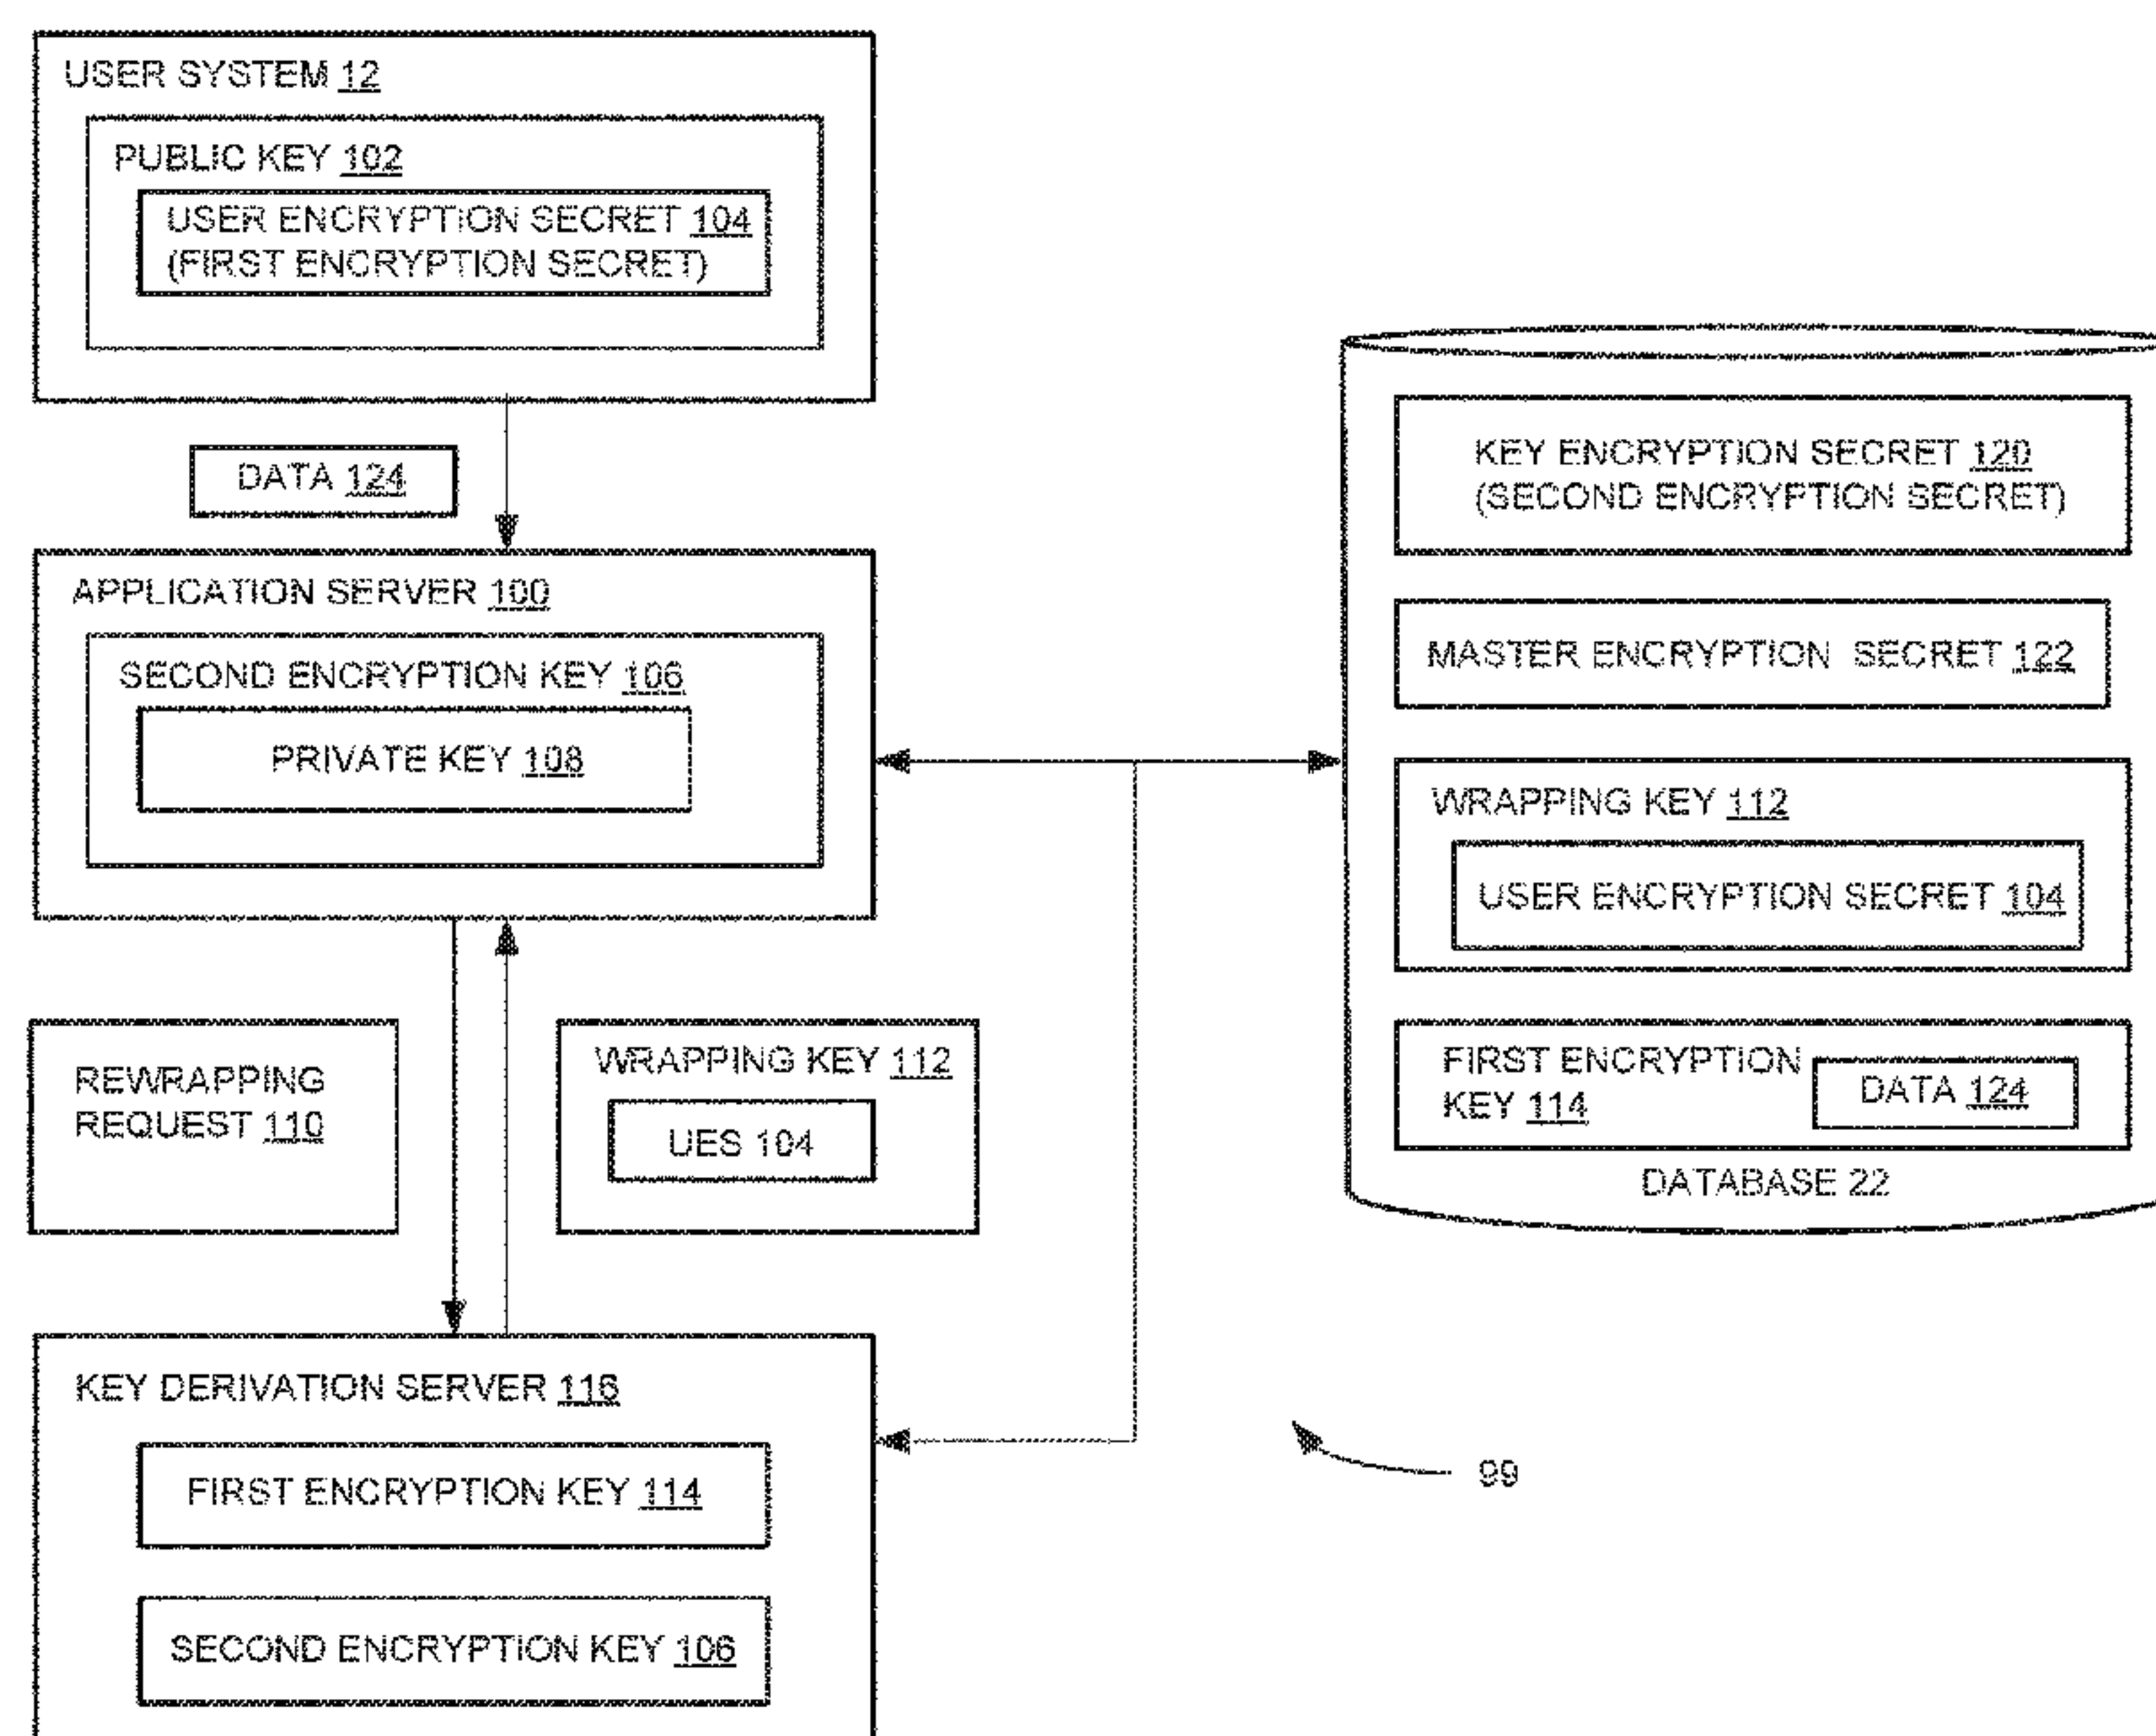 USER SYSTEM 12
PUBLIC KEY 102
USER ENCRYPTION SECRET 104
(FIRST ENCRYPTION SECRET)
DATA 124
APPLICATION SERVER 100
SECOND ENCRYPTION KEY 106
PRIVATE KEY 108
REWRAPPING
REQUEST 110
WRAPPING KEY 112
UES 104
KEY DERIVATION SERVER 116
FIRST ENCRYPTION KEY 114
SECOND ENCRYPTION KEY 106
KEY ENCRYPTION SECRET 120
(SECOND ENCRYPTION SECRET)
MASTER ENCRYPTION SECRET 122
WRAPPING KEY 112
USER ENCRYPTION SECRET 104
FIRST ENCRYPTION
KEY 114
DATA 124
DATABASE 22
99